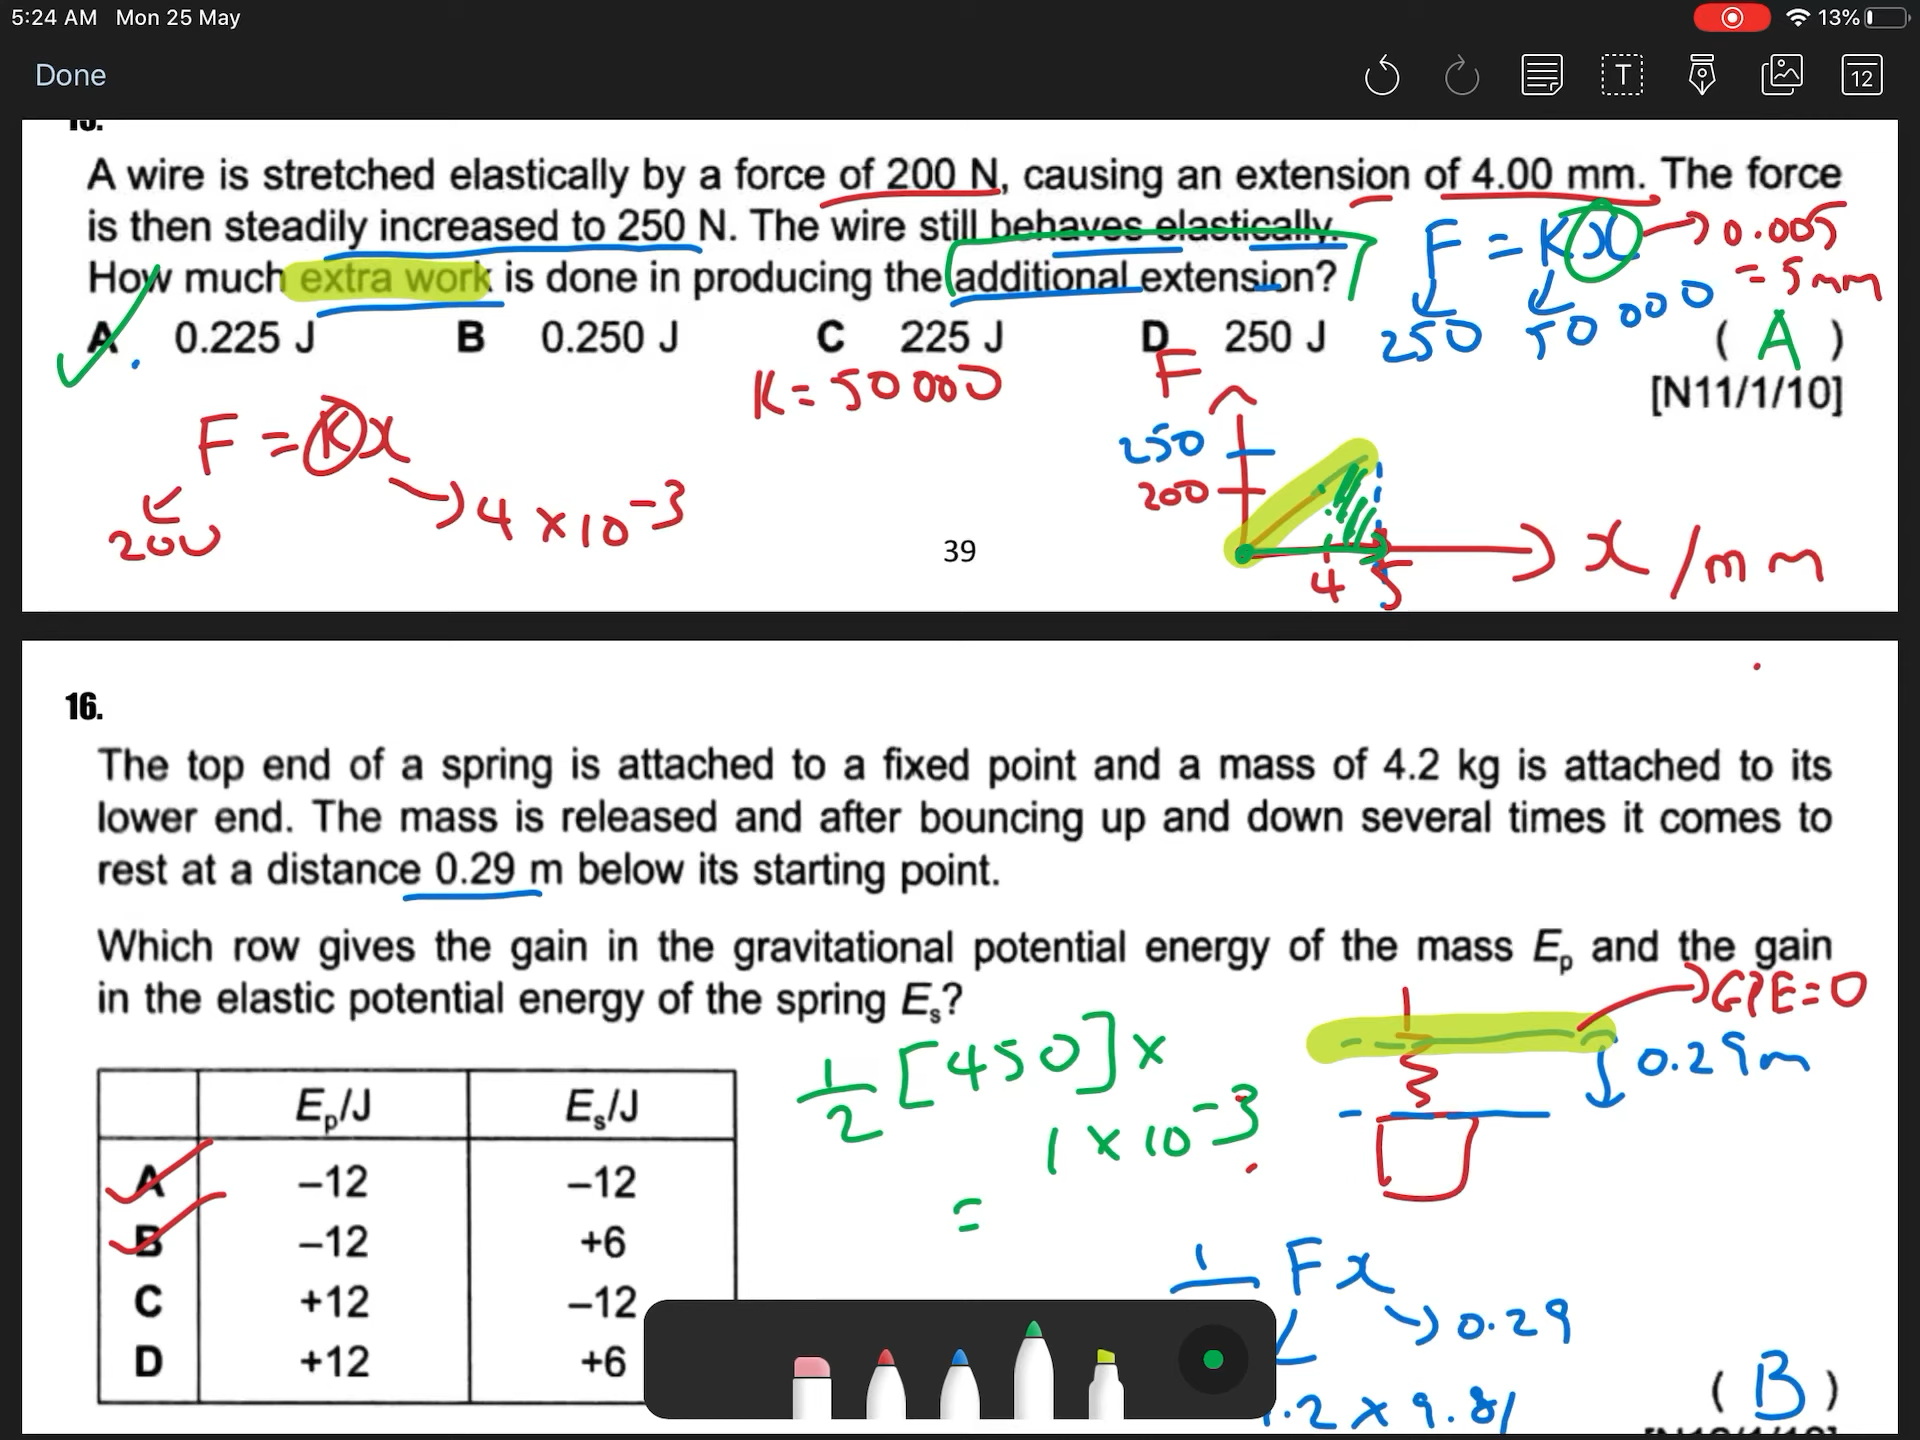 5:24 AM Mon 25 May
13%
Done
T
12
15.
A wire is stretched elastically by a force of 200 N, causing an extension of 4.00 mm. The force
is then steadily increased to 250 N. The wire still behaves elastically.
How much extra work is done in producing the additional extension?
A 0.225 J B 0.250 J C 225 J D 250 J
( A )
[N11/1/10]
F = Kx
0.005
= 5mm
250 50 000
K = 50 000
F = Kx
200
4 × 10⁻³
F
250
200
4 5
x/mm
39
16.
The top end of a spring is attached to a fixed point and a mass of 4.2 kg is attached to its
lower end. The mass is released and after bouncing up and down several times it comes to
rest at a distance 0.29 m below its starting point.
Which row gives the gain in the gravitational potential energy of the mass Eₚ and the gain
in the elastic potential energy of the spring Eₛ?
GPE=0
0.29m
1/2 [450] ×
1 × 10⁻³
=
Eₚ/J Eₛ/J
A –12 –12
B –12 +6
C +12 –12
D +12 +6
1 Fx
0.29
.2 × 9.81
( B )